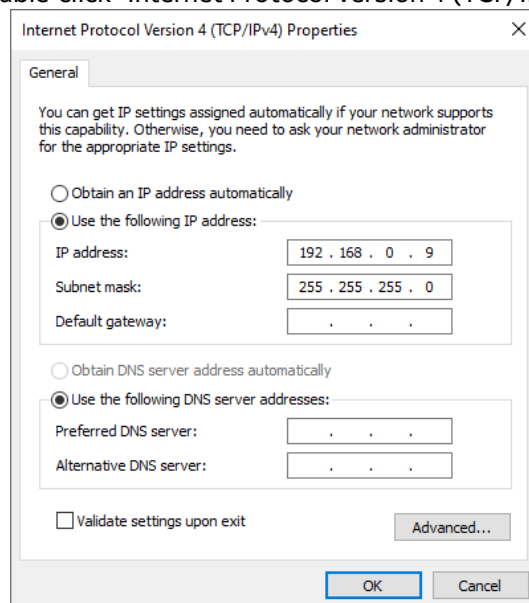 Internet Protocol Version 4 (TCP/IPv4) Properties
General
You can get IP settings assigned automatically if your network supports
this capability. Otherwise, you need to ask your network administrator
for the appropriate IP settings.
Obtain an IP address automatically
Use the following IP address:
IP address: 192 . 168 . 0 . 9
Subnet mask: 255 . 255 . 255 . 0
Default gateway: . . .
Obtain DNS server address automatically
Use the following DNS server addresses:
Preferred DNS server: . . .
Alternative DNS server: . . .
Validate settings upon exit
Advanced...
OK Cancel